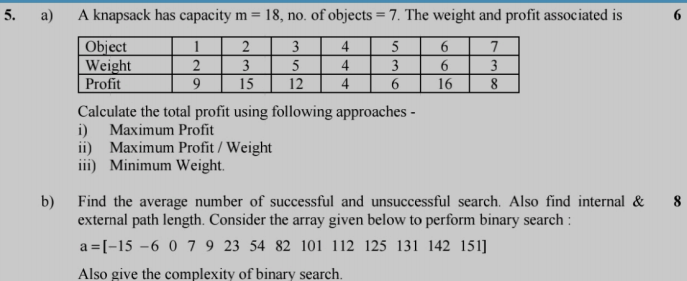 5. a) A knapsack has capacity m = 18, no. of objects = 7. The weight and profit associated is 6
Object 1 2 3 4 5 6 7
Weight 2 3 5 4 3 6 3
Profit 9 15 12 4 6 16 8
Calculate the total profit using following approaches -
i) Maximum Profit
ii) Maximum Profit / Weight
iii) Minimum Weight.
b) Find the average number of successful and unsuccessful search. Also find internal & 8
external path length. Consider the array given below to perform binary search :
a =[−15 −6 0 7 9 23 54 82 101 112 125 131 142 151]
Also give the complexity of binary search.